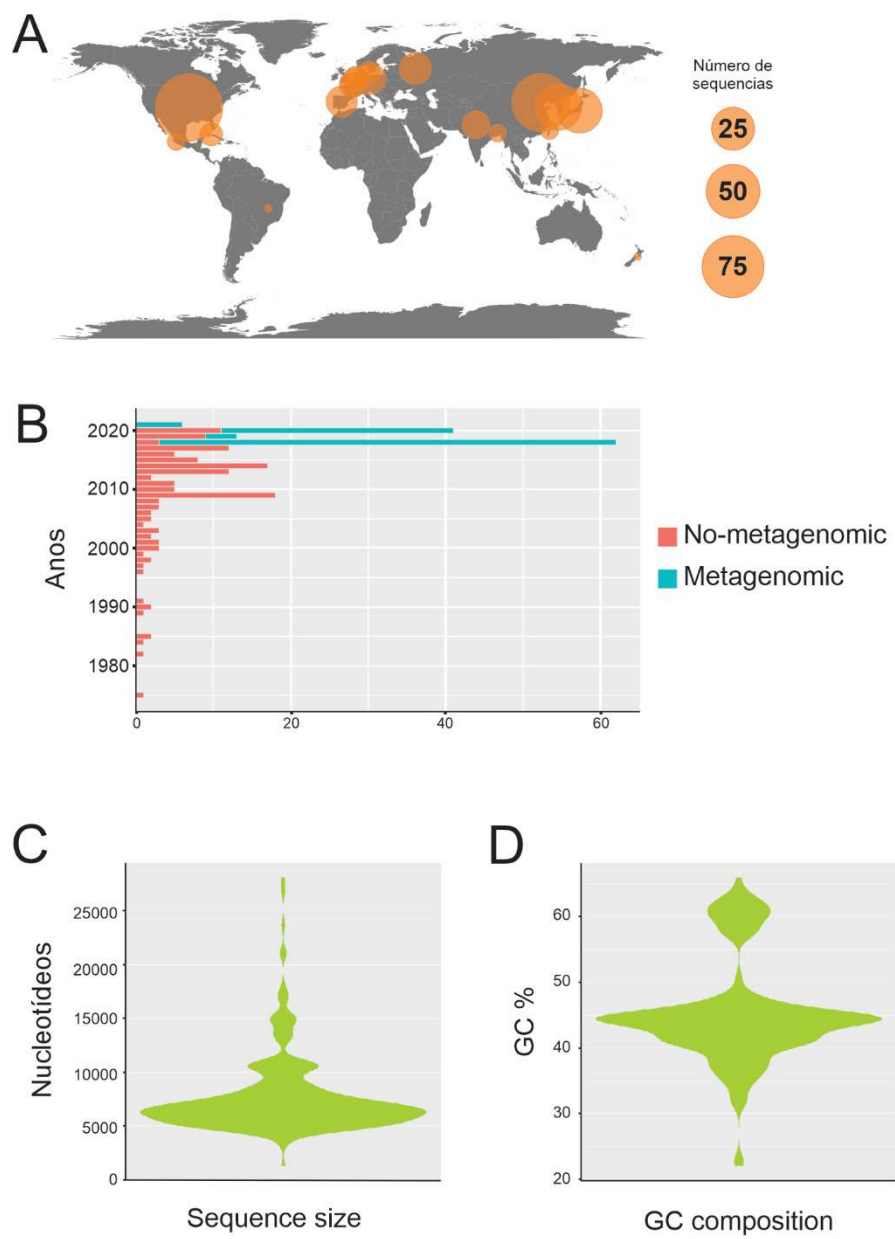 A
Número de
sequencias
25
50
75
B
Anos
2020
2010
2000
1990
1980
0
20
40
60
No-metagenomic
Metagenomic
C
Nucleotídeos
25000
20000
15000
10000
5000
0
Sequence size
D
GC %
60
50
40
30
20
GC composition